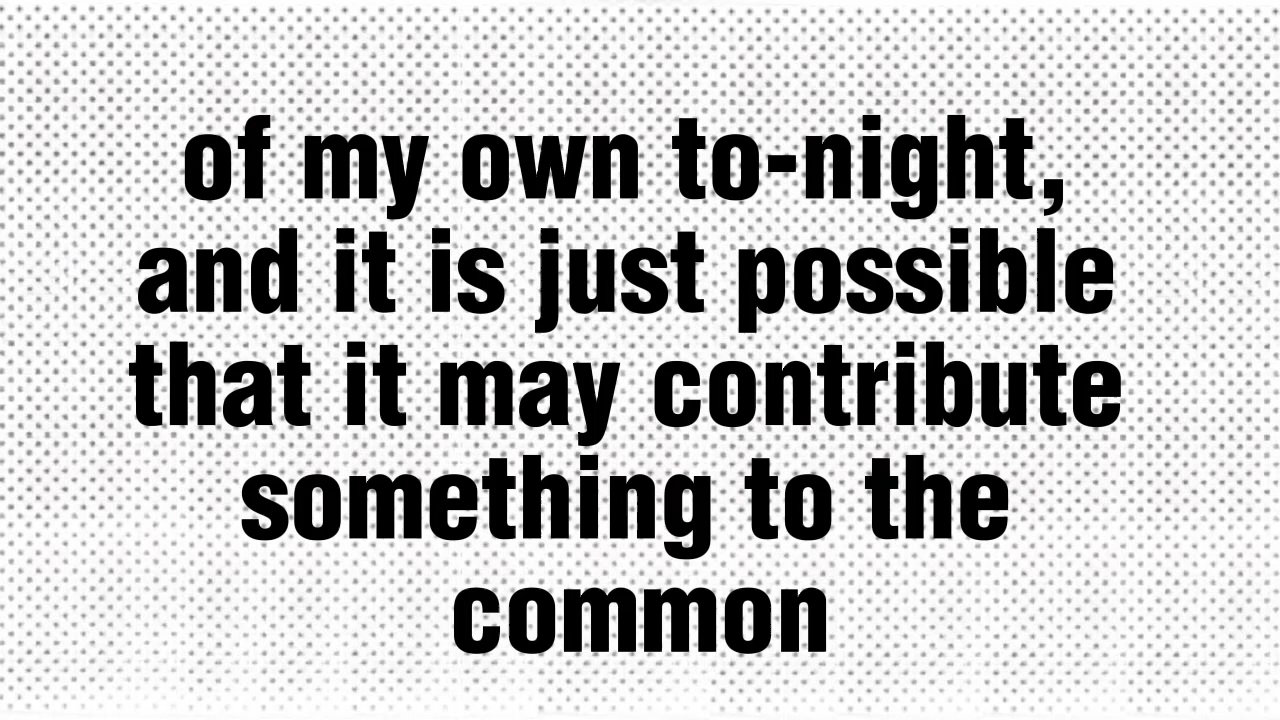 of my own to-night,
and it is just possible
that it may contribute
something to the
common